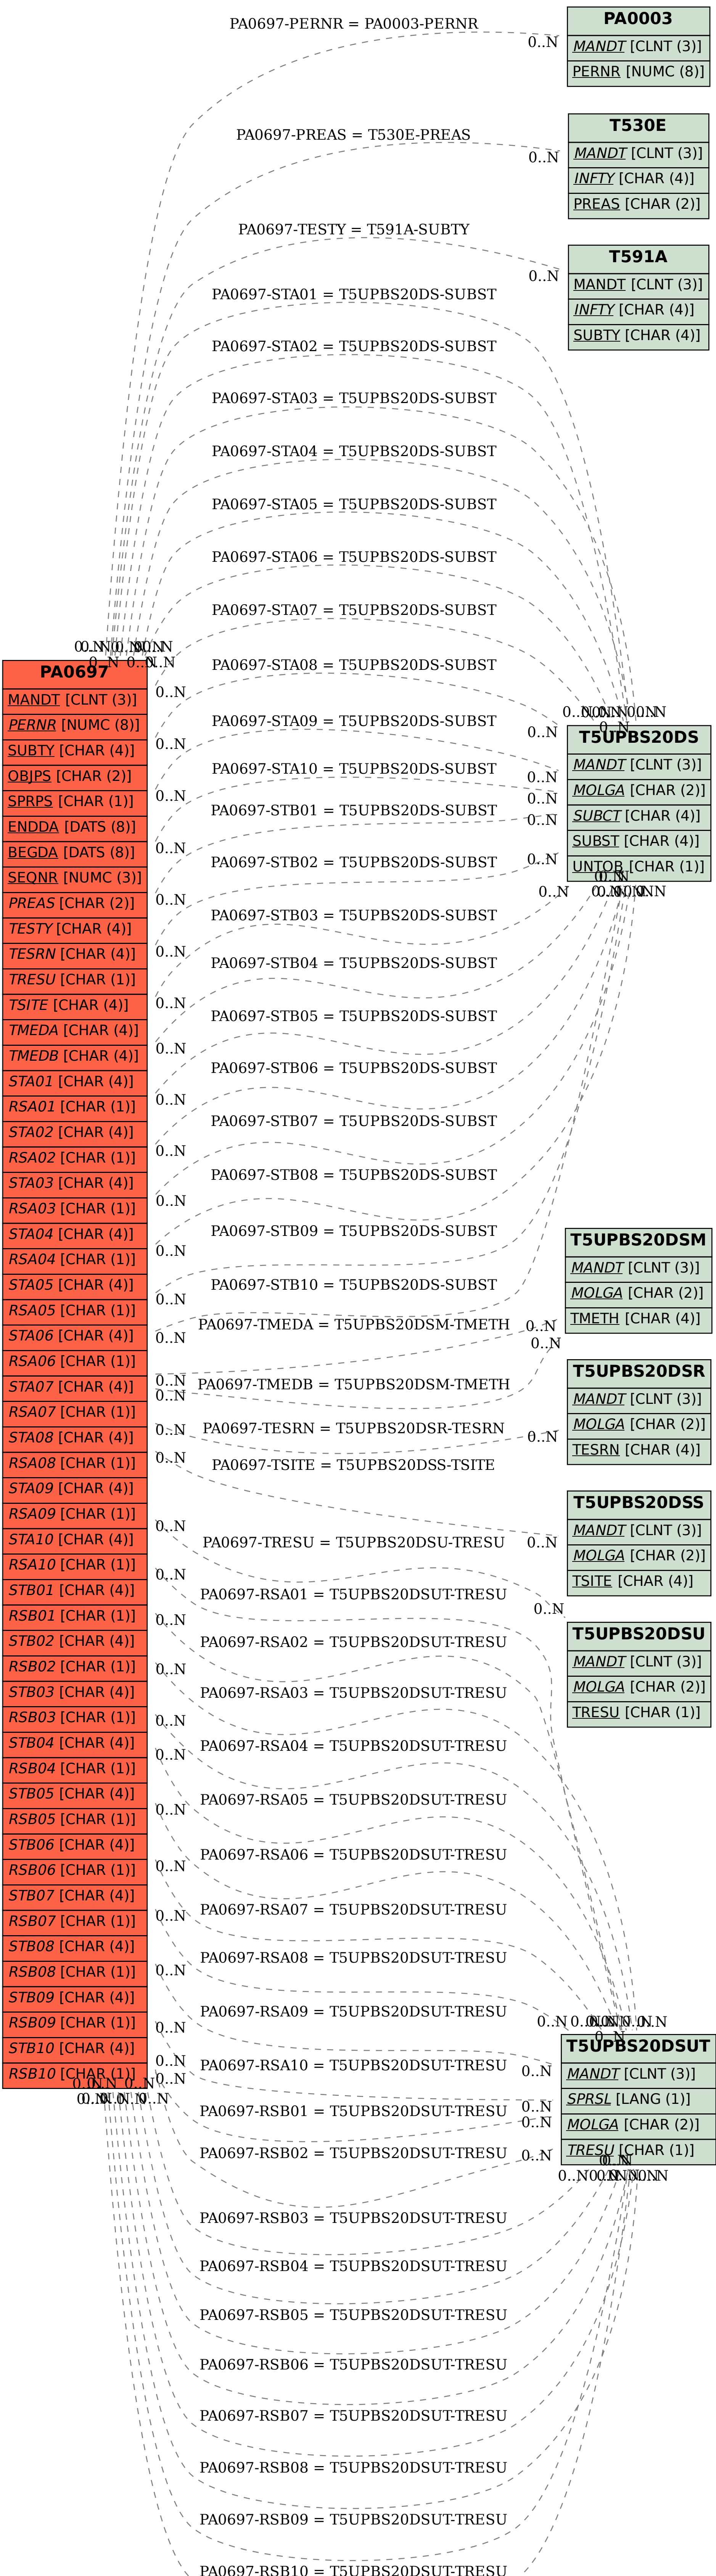 PA0697-PERNR = PA0003-PERNR
PA0697-PREAS = T530E-PREAS
PA0697-TESTY = T591A-SUBTY
PA0697-STA01 = T5UPBS20DS-SUBST
PA0697-STA02 = T5UPBS20DS-SUBST
PA0697-STA03 = T5UPBS20DS-SUBST
PA0697-STA04 = T5UPBS20DS-SUBST
PA0697-STA05 = T5UPBS20DS-SUBST
PA0697-STA06 = T5UPBS20DS-SUBST
PA0697-STA07 = T5UPBS20DS-SUBST
PA0697-STA08 = T5UPBS20DS-SUBST
PA0697-STA09 = T5UPBS20DS-SUBST
PA0697-STA10 = T5UPBS20DS-SUBST
PA0697-STB01 = T5UPBS20DS-SUBST
PA0697-STB02 = T5UPBS20DS-SUBST
PA0697-STB03 = T5UPBS20DS-SUBST
PA0697-STB04 = T5UPBS20DS-SUBST
PA0697-STB05 = T5UPBS20DS-SUBST
PA0697-STB06 = T5UPBS20DS-SUBST
PA0697-STB07 = T5UPBS20DS-SUBST
PA0697-STB08 = T5UPBS20DS-SUBST
PA0697-STB09 = T5UPBS20DS-SUBST
PA0697-STB10 = T5UPBS20DS-SUBST
PA0697-TMEDA = T5UPBS20DSM-TMETH
PA0697-TMEDB = T5UPBS20DSM-TMETH
PA0697-TESRN = T5UPBS20DSR-TESRN
PA0697-TSITE = T5UPBS20DSS-TSITE
PA0697-TRESU = T5UPBS20DSU-TRESU
PA0697-RSA01 = T5UPBS20DSUT-TRESU
PA0697-RSA02 = T5UPBS20DSUT-TRESU
PA0697-RSA03 = T5UPBS20DSUT-TRESU
PA0697-RSA04 = T5UPBS20DSUT-TRESU
PA0697-RSA05 = T5UPBS20DSUT-TRESU
PA0697-RSA06 = T5UPBS20DSUT-TRESU
PA0697-RSA07 = T5UPBS20DSUT-TRESU
PA0697-RSA08 = T5UPBS20DSUT-TRESU
PA0697-RSA09 = T5UPBS20DSUT-TRESU
PA0697-RSA10 = T5UPBS20DSUT-TRESU
PA0697-RSB01 = T5UPBS20DSUT-TRESU
PA0697-RSB02 = T5UPBS20DSUT-TRESU
PA0697-RSB03 = T5UPBS20DSUT-TRESU
PA0697-RSB04 = T5UPBS20DSUT-TRESU
PA0697-RSB05 = T5UPBS20DSUT-TRESU
PA0697-RSB06 = T5UPBS20DSUT-TRESU
PA0697-RSB07 = T5UPBS20DSUT-TRESU
PA0697-RSB08 = T5UPBS20DSUT-TRESU
PA0697-RSB09 = T5UPBS20DSUT-TRESU
PA0697-RSB10 = T5UPBS20DSUT-TRESU
PA0697
MANDT [CLNT (3)]
PERNR [NUMC (8)]
SUBTY [CHAR (4)]
OBJPS [CHAR (2)]
SPRPS [CHAR (1)]
ENDDA [DATS (8)]
BEGDA [DATS (8)]
SEQNR [NUMC (3)]
PREAS [CHAR (2)]
TESTY [CHAR (4)]
TESRN [CHAR (4)]
TRESU [CHAR (1)]
TSITE [CHAR (4)]
TMEDA [CHAR (4)]
TMEDB [CHAR (4)]
STA01 [CHAR (4)]
RSA01 [CHAR (1)]
STA02 [CHAR (4)]
RSA02 [CHAR (1)]
STA03 [CHAR (4)]
RSA03 [CHAR (1)]
STA04 [CHAR (4)]
RSA04 [CHAR (1)]
STA05 [CHAR (4)]
RSA05 [CHAR (1)]
STA06 [CHAR (4)]
RSA06 [CHAR (1)]
STA07 [CHAR (4)]
RSA07 [CHAR (1)]
STA08 [CHAR (4)]
RSA08 [CHAR (1)]
STA09 [CHAR (4)]
RSA09 [CHAR (1)]
STA10 [CHAR (4)]
RSA10 [CHAR (1)]
STB01 [CHAR (4)]
RSB01 [CHAR (1)]
STB02 [CHAR (4)]
RSB02 [CHAR (1)]
STB03 [CHAR (4)]
RSB03 [CHAR (1)]
STB04 [CHAR (4)]
RSB04 [CHAR (1)]
STB05 [CHAR (4)]
RSB05 [CHAR (1)]
STB06 [CHAR (4)]
RSB06 [CHAR (1)]
STB07 [CHAR (4)]
RSB07 [CHAR (1)]
STB08 [CHAR (4)]
RSB08 [CHAR (1)]
STB09 [CHAR (4)]
RSB09 [CHAR (1)]
STB10 [CHAR (4)]
RSB10 [CHAR (1)]
PA0003
MANDT [CLNT (3)]
PERNR [NUMC (8)]
0..N
T530E
MANDT [CLNT (3)]
INFTY [CHAR (4)]
PREAS [CHAR (2)]
0..N
T591A
MANDT [CLNT (3)]
INFTY [CHAR (4)]
SUBTY [CHAR (4)]
0..N
T5UPBS20DS
MANDT [CLNT (3)]
MOLGA [CHAR (2)]
SUBCT [CHAR (4)]
SUBST [CHAR (4)]
UNTOB [CHAR (1)]
0..N
0..N
0..N
0..N
0..N
0..N
T5UPBS20DSM
MANDT [CLNT (3)]
MOLGA [CHAR (2)]
TMETH [CHAR (4)]
0..N
0..N
T5UPBS20DSR
MANDT [CLNT (3)]
MOLGA [CHAR (2)]
TESRN [CHAR (4)]
0..N
T5UPBS20DSS
MANDT [CLNT (3)]
MOLGA [CHAR (2)]
TSITE [CHAR (4)]
0..N
T5UPBS20DSU
MANDT [CLNT (3)]
MOLGA [CHAR (2)]
TRESU [CHAR (1)]
0..N
T5UPBS20DSUT
MANDT [CLNT (3)]
SPRSL [LANG (1)]
MOLGA [CHAR (2)]
TRESU [CHAR (1)]
0..N
0..N
0..N
0..N
0..N